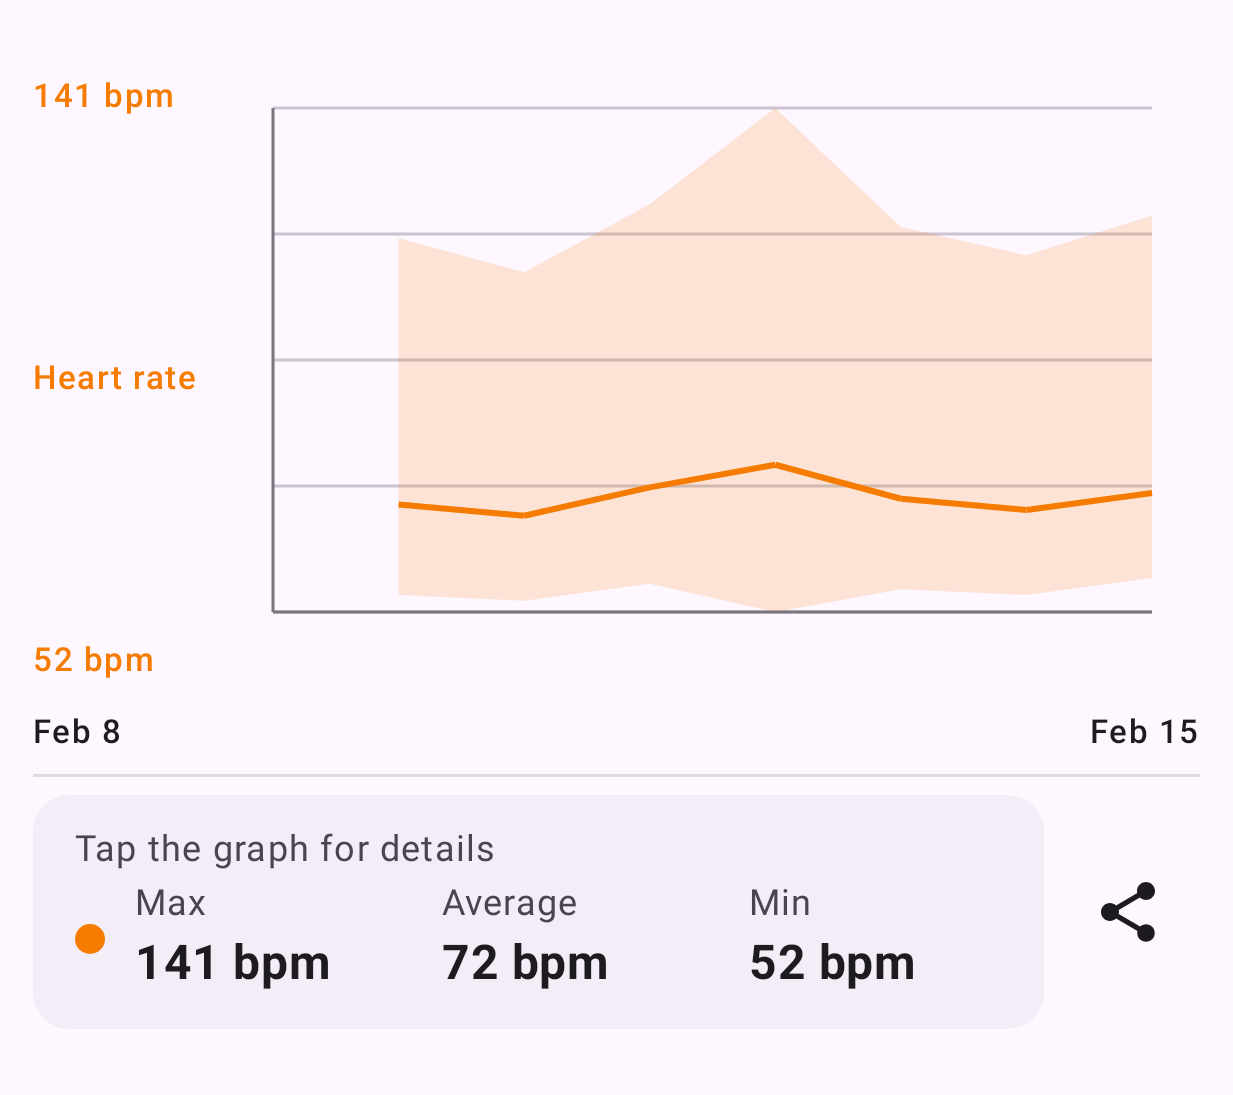 141 bpm
Heart rate
52 bpm
Feb 8 Feb 15
Tap the graph for details
Max Average Min
141 bpm 72 bpm 52 bpm